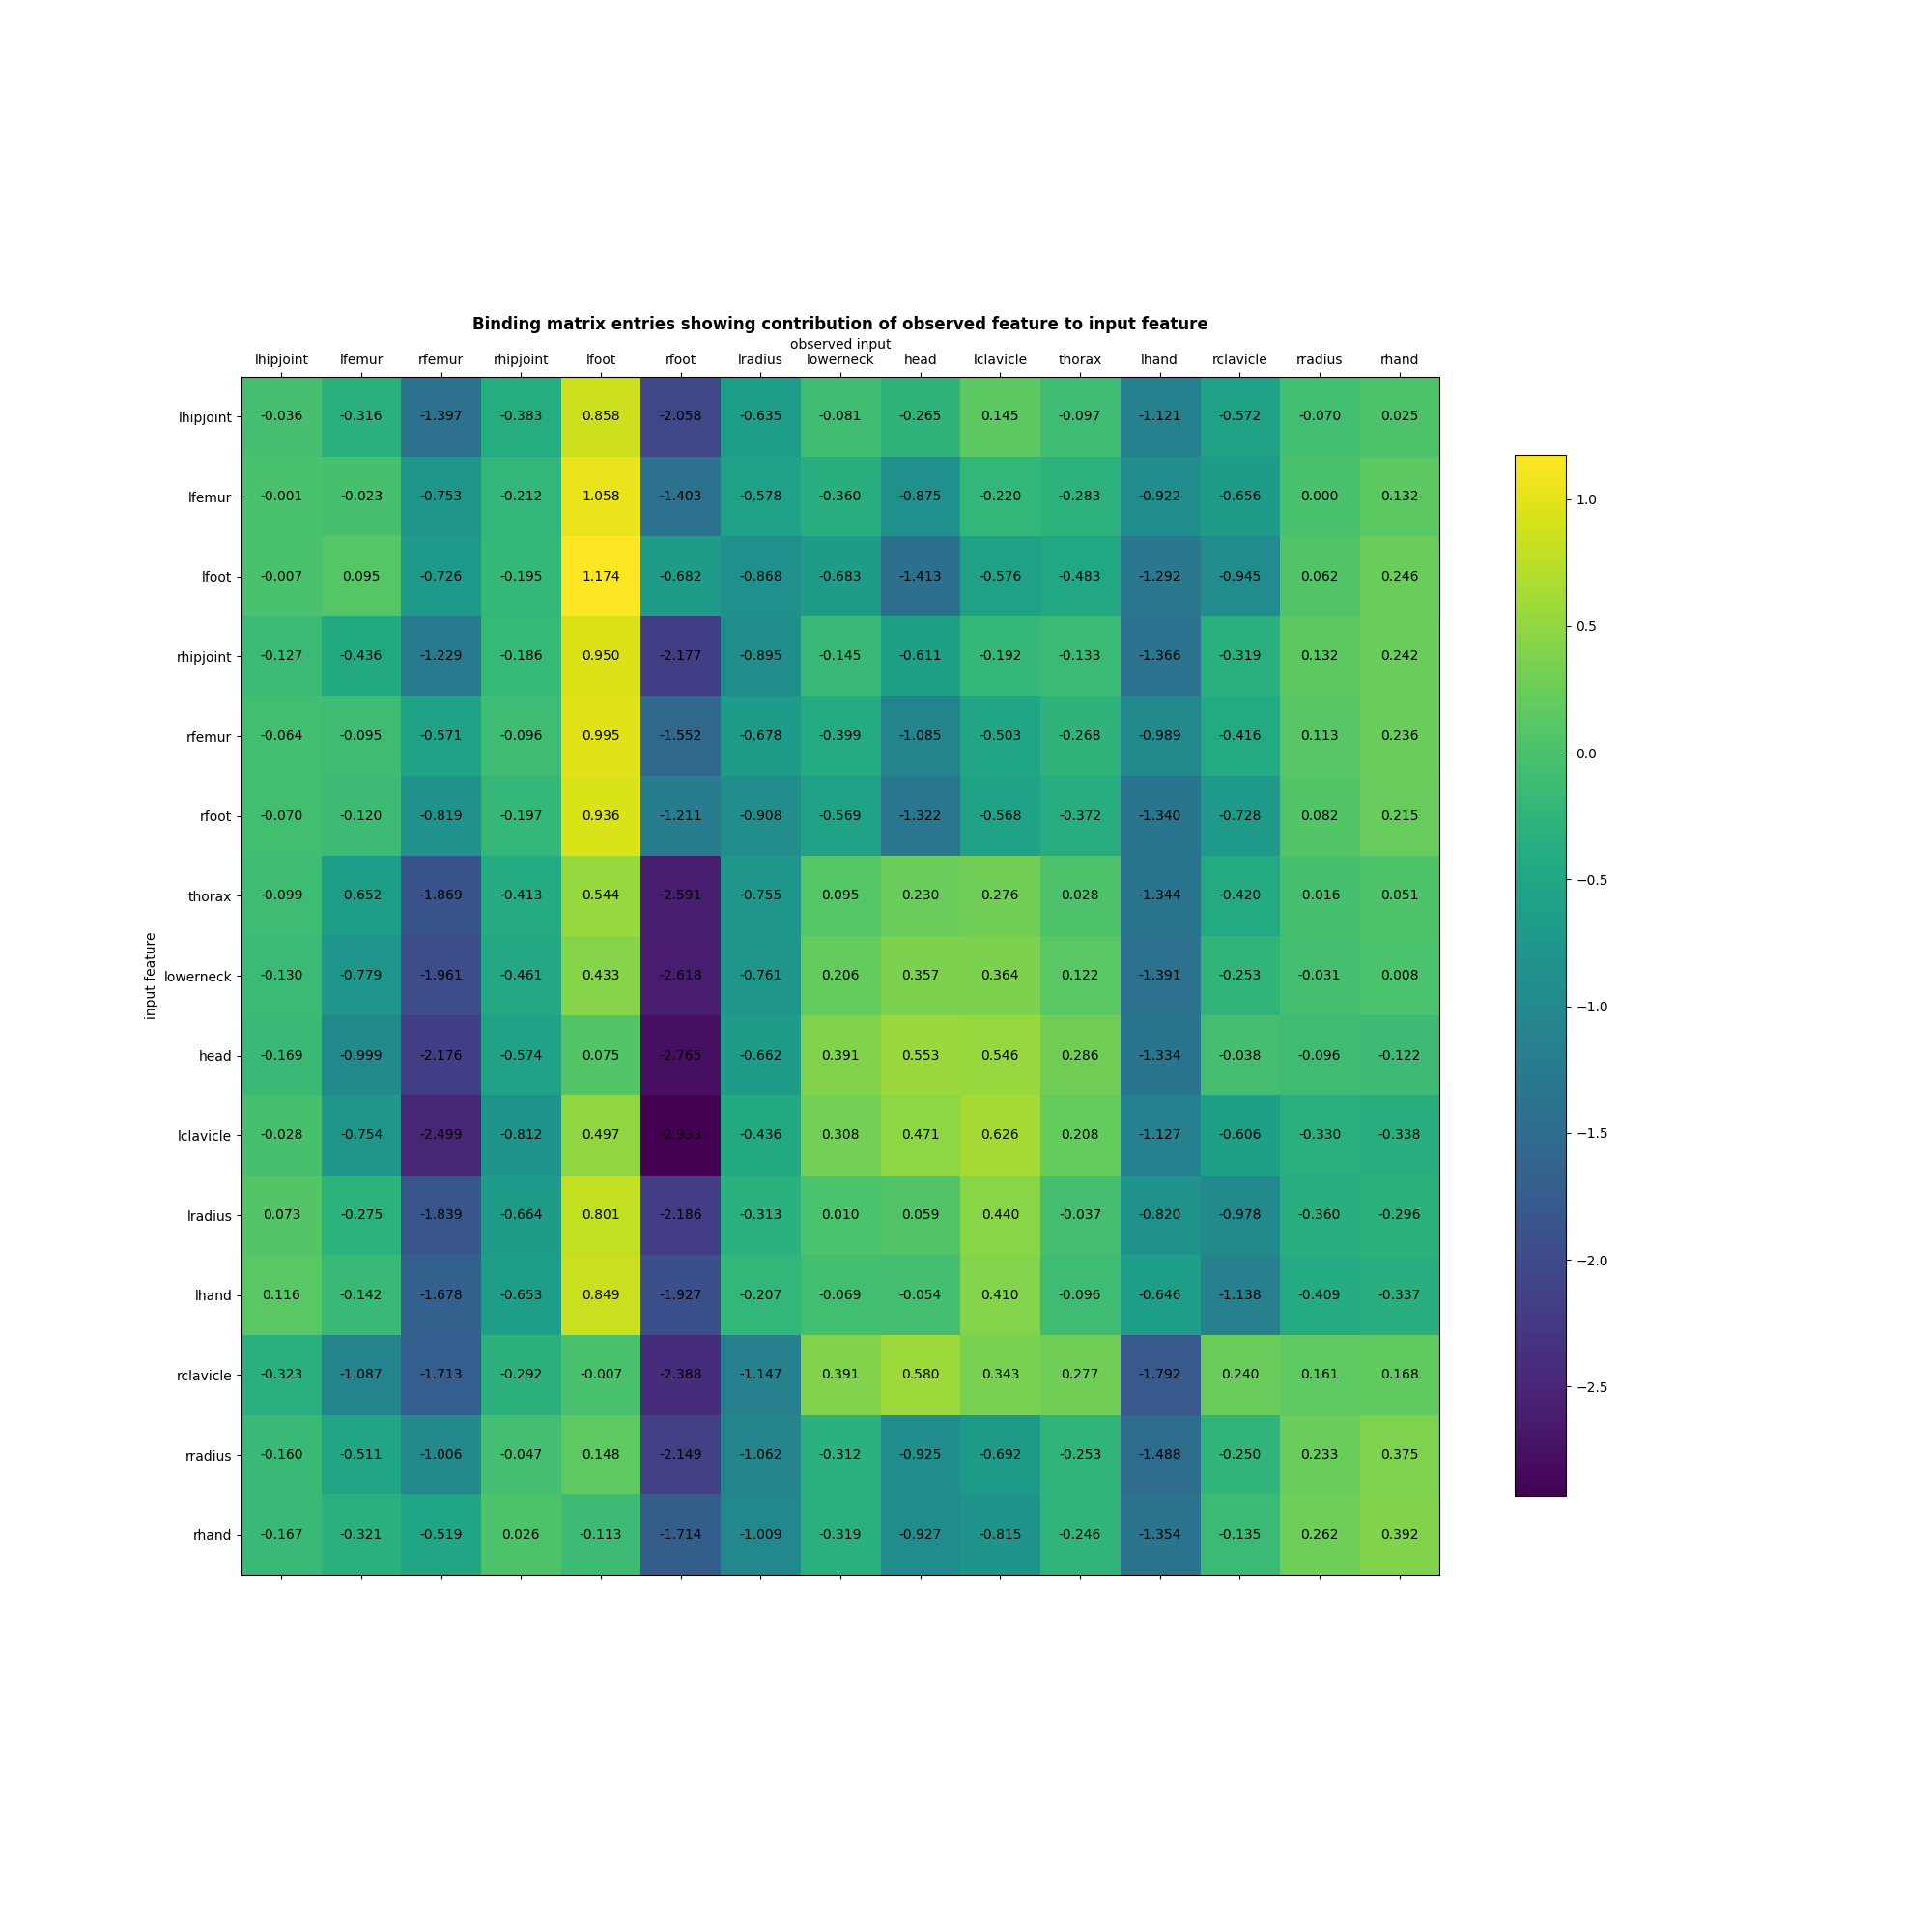 Binding matrix entries showing contribution of observed feature to input feature
observed input
lhipjoint lfemur rfemur rhipjoint lfoot rfoot lradius lowerneck head lclavicle thorax lhand rclavicle rradius rhand
lhipjoint -0.036 -0.316 -1.397 -0.383 0.858 -2.058 -0.635 -0.081 -0.265 0.145 -0.097 -1.121 -0.572 -0.070 0.025
lfemur -0.001 -0.023 -0.753 -0.212 1.058 -1.403 -0.578 -0.360 -0.875 -0.220 -0.283 -0.922 -0.656 0.000 0.132
lfoot -0.007 0.095 -0.726 -0.195 1.174 -0.682 -0.868 -0.683 -1.413 -0.576 -0.483 -1.292 -0.945 0.062 0.246
rhipjoint -0.127 -0.436 -1.229 -0.186 0.950 -2.177 -0.895 -0.145 -0.611 -0.192 -0.133 -1.366 -0.319 0.132 0.242
rfemur -0.064 -0.095 -0.571 -0.096 0.995 -1.552 -0.678 -0.399 -1.085 -0.503 -0.268 -0.989 -0.416 0.113 0.236
rfoot -0.070 -0.120 -0.819 -0.197 0.936 -1.211 -0.908 -0.569 -1.322 -0.568 -0.372 -1.340 -0.728 0.082 0.215
thorax -0.099 -0.652 -1.869 -0.413 0.544 -2.591 -0.755 0.095 0.230 0.276 0.028 -1.344 -0.420 -0.016 0.051
lowerneck -0.130 -0.779 -1.961 -0.461 0.433 -2.618 -0.761 0.206 0.357 0.364 0.122 -1.391 -0.253 -0.031 0.008
head -0.169 -0.999 -2.176 -0.574 0.075 -2.765 -0.662 0.391 0.553 0.546 0.286 -1.334 -0.038 -0.096 -0.122
lclavicle -0.028 -0.754 -2.499 -0.812 0.497 -2.933 -0.436 0.308 0.471 0.626 0.208 -1.127 -0.606 -0.330 -0.338
lradius 0.073 -0.275 -1.839 -0.664 0.801 -2.186 -0.313 0.010 0.059 0.440 -0.037 -0.820 -0.978 -0.360 -0.296
lhand 0.116 -0.142 -1.678 -0.653 0.849 -1.927 -0.207 -0.069 -0.054 0.410 -0.096 -0.646 -1.138 -0.409 -0.337
rclavicle -0.323 -1.087 -1.713 -0.292 -0.007 -2.388 -1.147 0.391 0.580 0.343 0.277 -1.792 0.240 0.161 0.168
rradius -0.160 -0.511 -1.006 -0.047 0.148 -2.149 -1.062 -0.312 -0.925 -0.692 -0.253 -1.488 -0.250 0.233 0.375
rhand -0.167 -0.321 -0.519 0.026 -0.113 -1.714 -1.009 -0.319 -0.927 -0.815 -0.246 -1.354 -0.135 0.262 0.392
input feature
1.0
0.5
0.0
−0.5
−1.0
−1.5
−2.0
−2.5